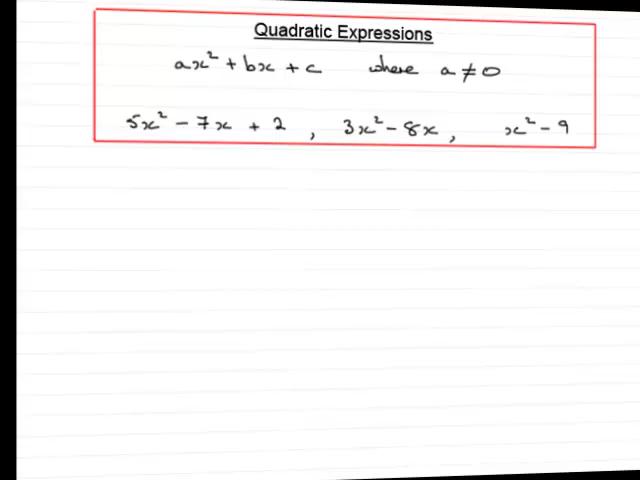 Quadratic Expressions
ax² + bx + c where a ≠ 0
5x² - 7x + 2 , 3x² - 8x , x² - 9